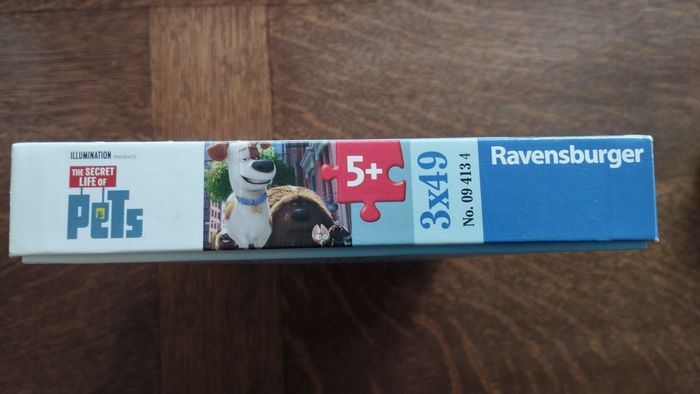 ILLUMINATION PRESENTS
THE SECRET
LIFE OF
PETS
5+
3x49
No. 09 413 4
Ravensburger